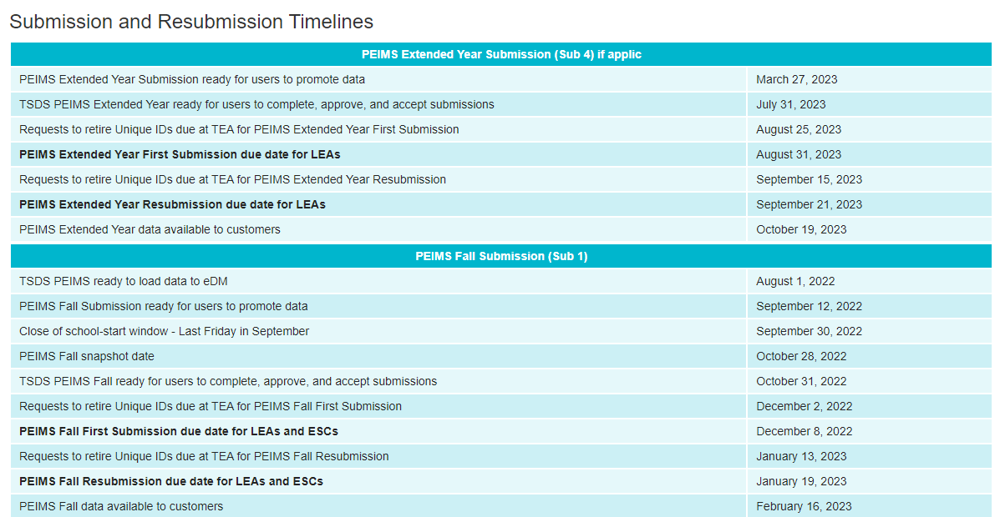 Submission and Resubmission Timelines
PEIMS Extended Year Submission (Sub 4) if applic
PEIMS Extended Year Submission ready for users to promote data March 27, 2023
TSDS PEIMS Extended Year ready for users to complete, approve, and accept submissions July 31, 2023
Requests to retire Unique IDs due at TEA for PEIMS Extended Year First Submission August 25, 2023
PEIMS Extended Year First Submission due date for LEAs August 31, 2023
Requests to retire Unique IDs due at TEA for PEIMS Extended Year Resubmission September 15, 2023
PEIMS Extended Year Resubmission due date for LEAs September 21, 2023
PEIMS Extended Year data available to customers October 19, 2023
PEIMS Fall Submission (Sub 1)
TSDS PEIMS ready to load data to eDM August 1, 2022
PEIMS Fall Submission ready for users to promote data September 12, 2022
Close of school-start window - Last Friday in September September 30, 2022
PEIMS Fall snapshot date October 28, 2022
TSDS PEIMS Fall ready for users to complete, approve, and accept submissions October 31, 2022
Requests to retire Unique IDs due at TEA for PEIMS Fall First Submission December 2, 2022
PEIMS Fall First Submission due date for LEAs and ESCs December 8, 2022
Requests to retire Unique IDs due at TEA for PEIMS Fall Resubmission January 13, 2023
PEIMS Fall Resubmission due date for LEAs and ESCs January 19, 2023
PEIMS Fall data available to customers February 16, 2023